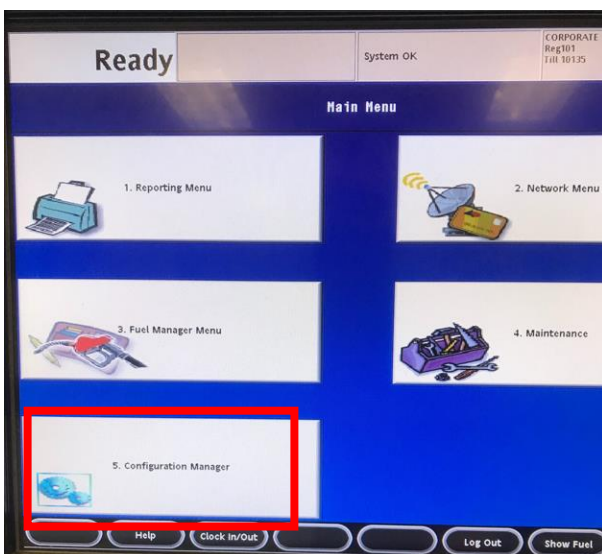 Ready
System OK
CORPORATE
Reg101
Till 10135
Main Menu
1. Reporting Menu
2. Network Menu
3. Fuel Manager Menu
4. Maintenance
5. Configuration Manager
Help
Clock In/Out
Log Out
Show Fuel